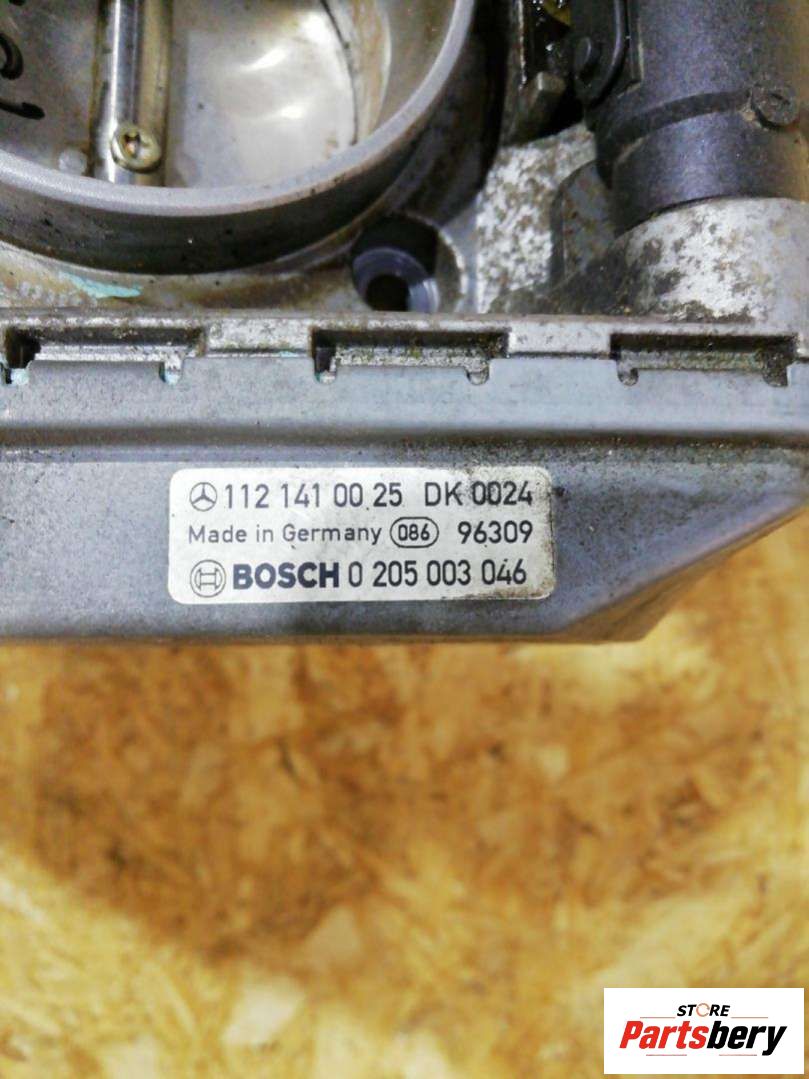 112 141 00 25 DK 0024
Made in Germany 086 96309
BOSCH 0 205 003 046
STORE
Partsbery